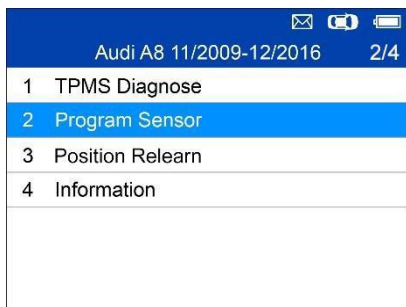 Audi A8 11/2009-12/2016 2/4
1 TPMS Diagnose
2 Program Sensor
3 Position Relearn
4 Information